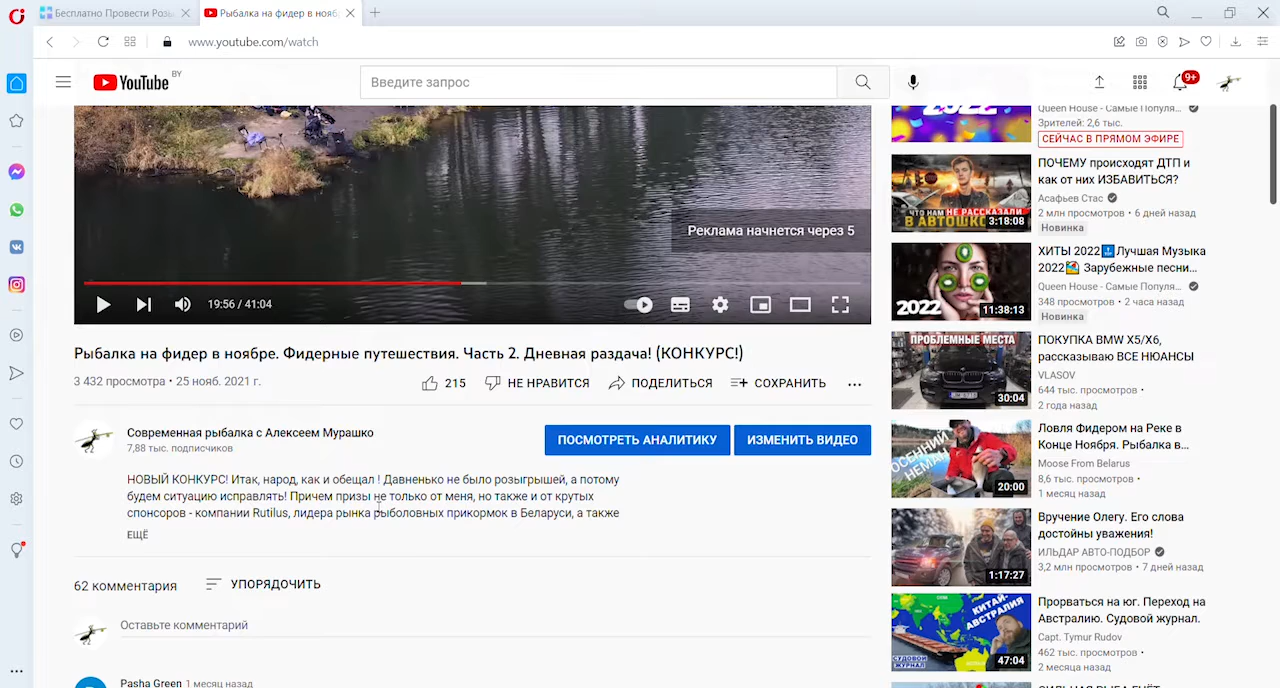 Бесплатно Провести Розы
Рыбалка на фидер в нояб
www.youtube.com/watch
YouTube BY
Введите запрос
9+
Реклама начнется через 5
19:56 / 41:04
Рыбалка на фидер в ноябре. Фидерные путешествия. Часть 2. Дневная раздача! (КОНКУРС!)
3 432 просмотра • 25 нояб. 2021 г.
215
НЕ НРАВИТСЯ
ПОДЕЛИТЬСЯ
СОХРАНИТЬ
Современная рыбалка с Алексеем Мурашко
7,88 тыс. подписчиков
ПОСМОТРЕТЬ АНАЛИТИКУ
ИЗМЕНИТЬ ВИДЕО
НОВЫЙ КОНКУРС! Итак, народ, как и обещал ! Давненько не было розыгрышей, а потому
будем ситуацию исправлять! Причем призы не только от меня, но также и от крутых
спонсоров - компании Rutilus, лидера рынка рыболовных прикормок в Беларуси, а также
ЕЩЁ
62 комментария
УПОРЯДОЧИТЬ
Оставьте комментарий
Pasha Green 1 месяц назад
2022
Queen House - Самые Популя...
Зрителей: 2,6 тыс.
СЕЙЧАС В ПРЯМОМ ЭФИРЕ
ЧТО НАМ НЕ РАССКАЗАЛИ
В АВТОШКО
3:18:08
ПОЧЕМУ происходят ДТП и
как от них ИЗБАВИТЬСЯ?
Асафьев Стас
2 млн просмотров • 6 дней назад
Новинка
2022
11:38:13
ХИТЫ 2022 Лучшая Музыка
2022 Зарубежные песни...
Queen House - Самые Популя...
348 просмотров • 2 часа назад
Новинка
ПРОБЛЕМНЫЕ МЕСТА
30:04
ПОКУПКА BMW X5/X6,
рассказываю ВСЕ НЮАНСЫ
VLASOV
644 тыс. просмотров •
2 года назад
ОСЕННИЙ
НЕМАН
20:00
Ловля Фидером на Реке в
Конце Ноября. Рыбалка в...
Moose From Belarus
8,6 тыс. просмотров •
1 месяц назад
1:17:27
Вручение Олегу. Его слова
достойны уважения!
ИЛЬДАР АВТО-ПОДБОР
3,2 млн просмотров • 7 дней назад
КИТАЙ-
АВСТРАЛИЯ
СУДОВОЙ
ЖУРНАЛ
47:04
Прорваться на юг. Переход на
Австралию. Судовой журнал.
Capt. Tymur Rudov
462 тыс. просмотров •
2 месяца назад